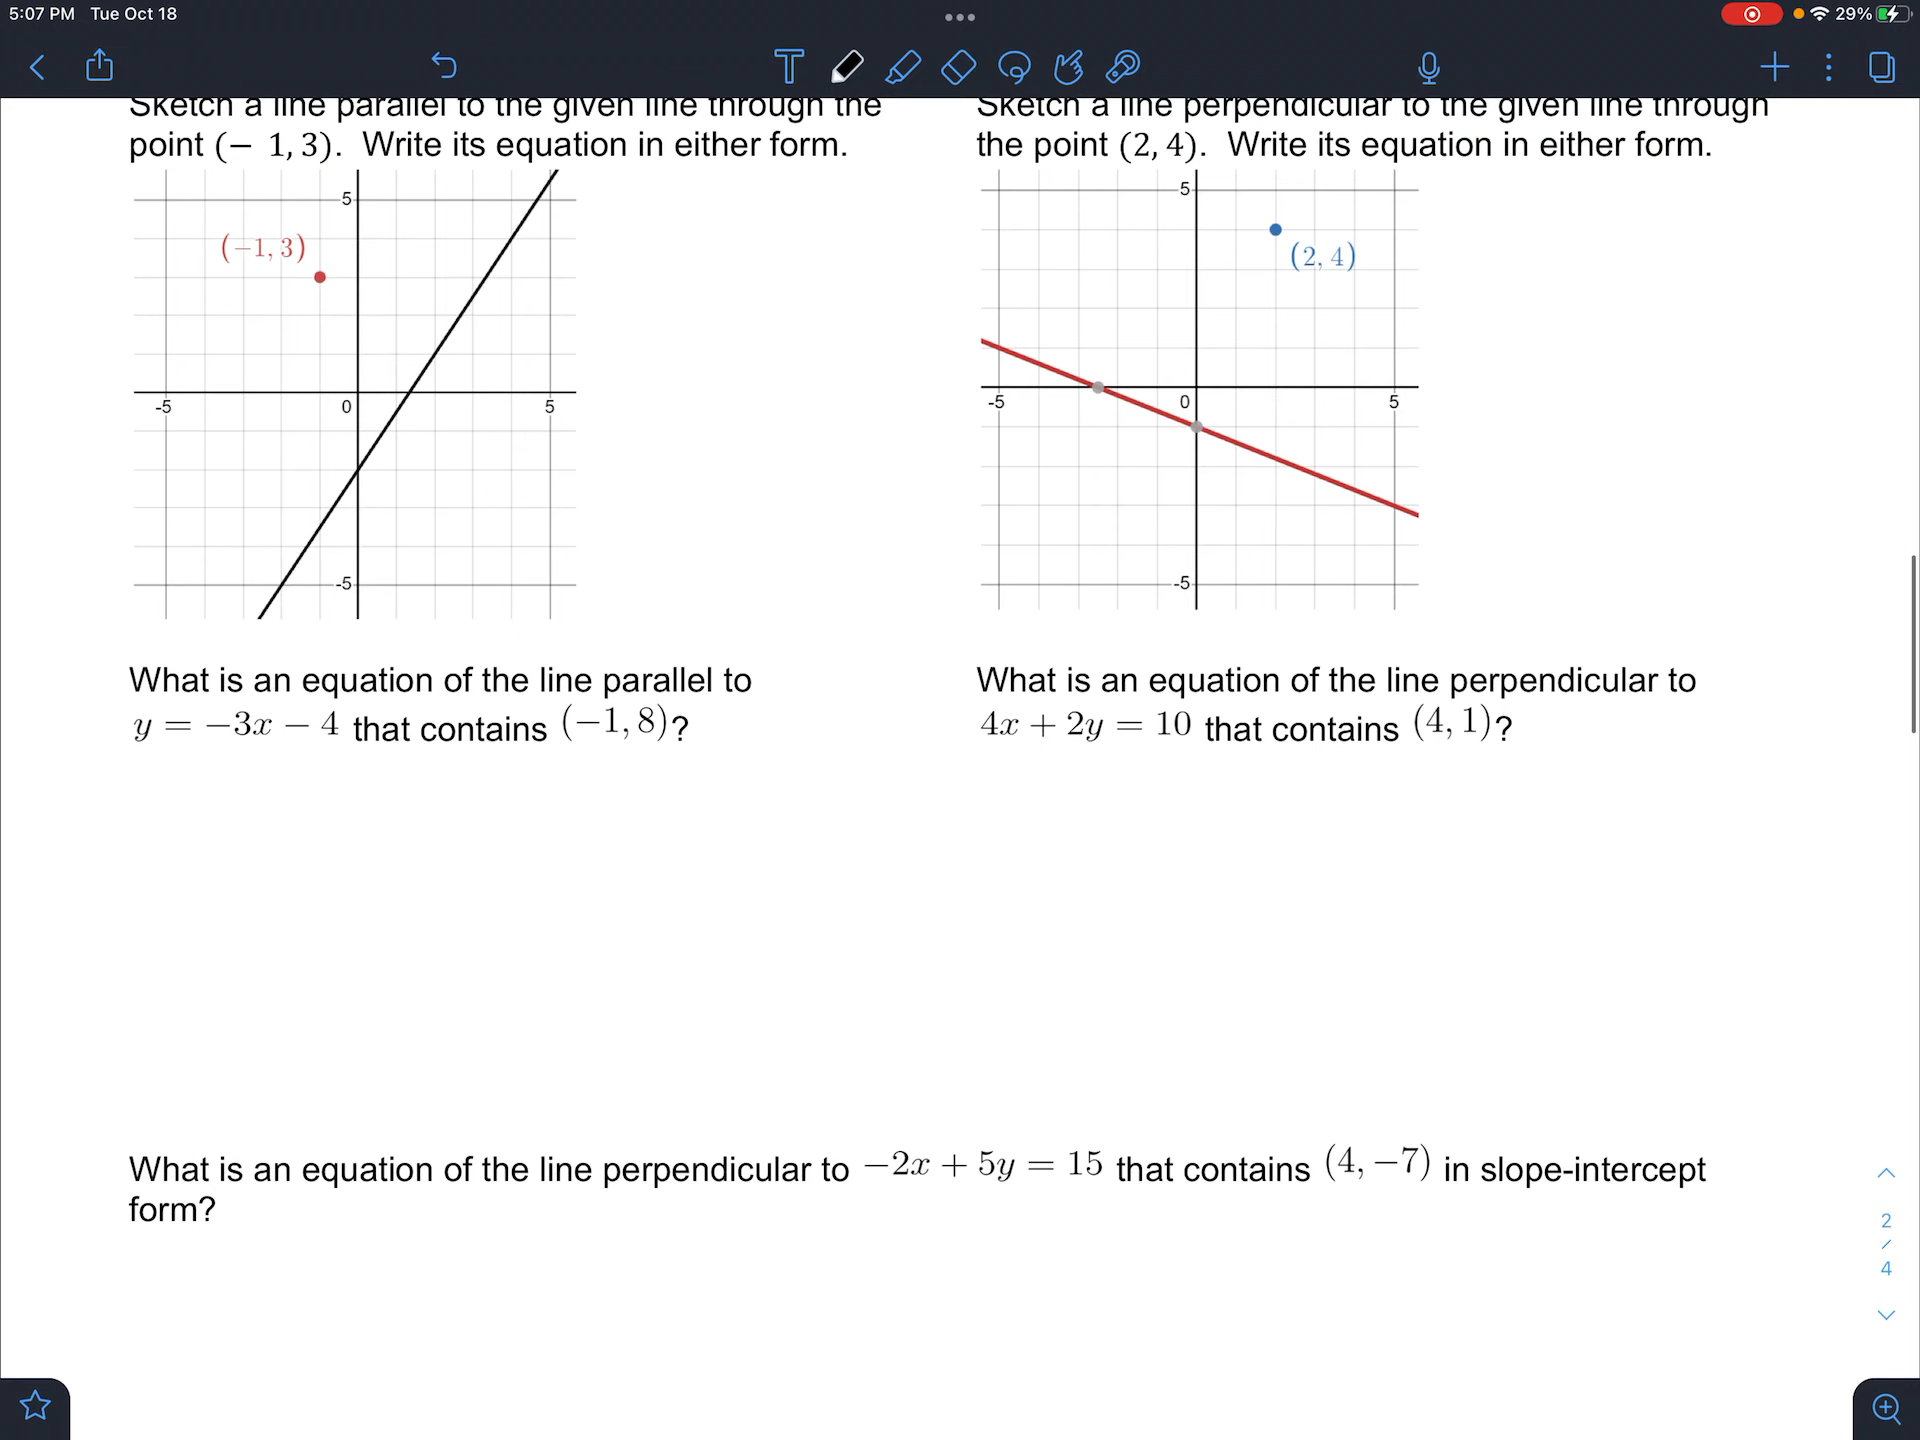 5:07 PM Tue Oct 18
29%
Sketch a line parallel to the given line through the
point (− 1, 3). Write its equation in either form.
5
(−1, 3)
-5
0
5
-5
Sketch a line perpendicular to the given line through
the point (2, 4). Write its equation in either form.
5
(2, 4)
-5
0
5
-5
What is an equation of the line parallel to
y = −3x − 4 that contains (−1, 8)?
What is an equation of the line perpendicular to
4x + 2y = 10 that contains (4, 1)?
What is an equation of the line perpendicular to −2x + 5y = 15 that contains (4, −7) in slope-intercept
form?
2
/
4